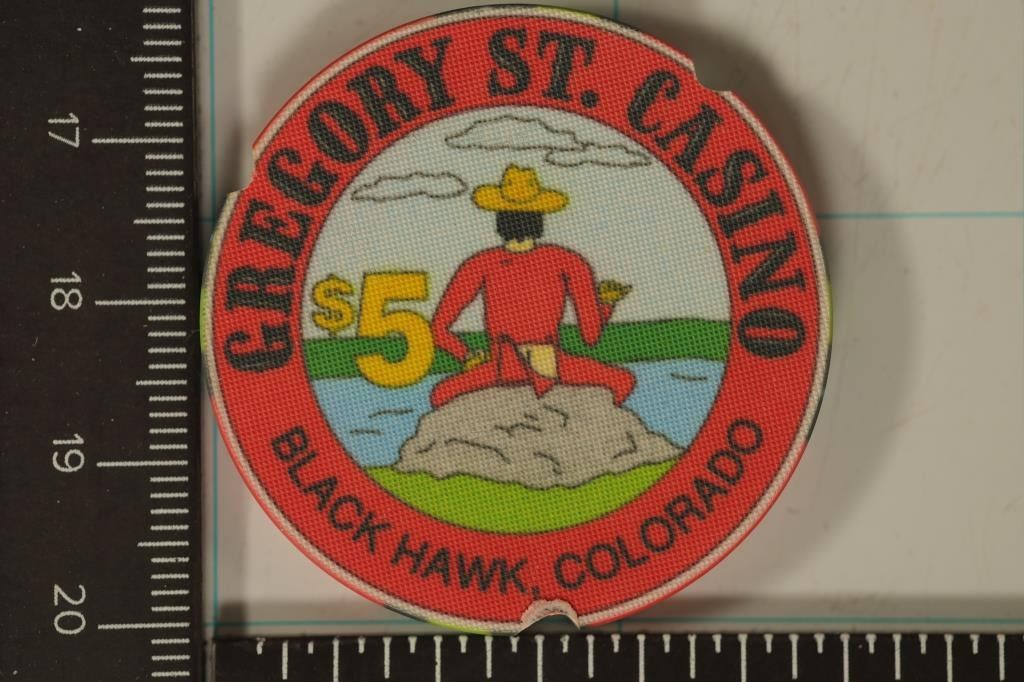 GREGORY ST. CASINO
$5
BLACK HAWK, COLORADO
17
18
19
20